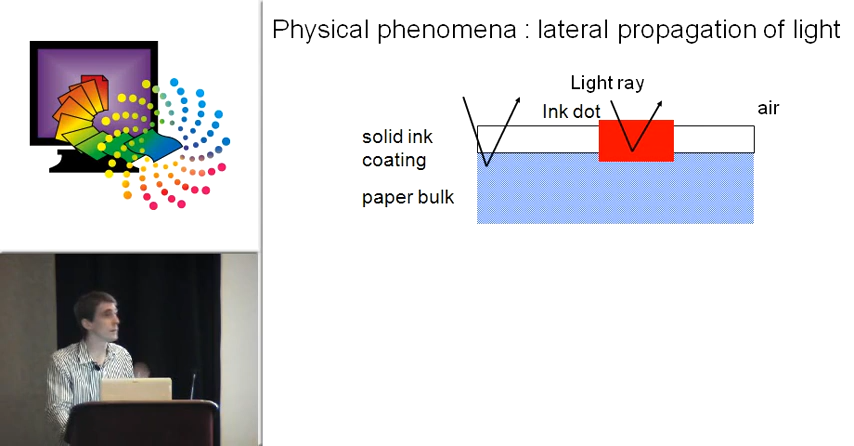 Physical phenomena : lateral propagation of light
Light ray
Ink dot
air
solid ink
coating
paper bulk